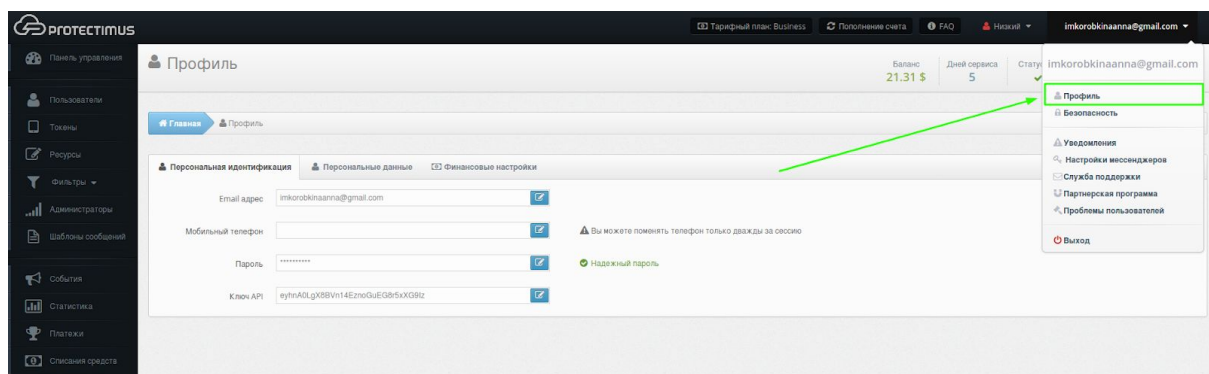 PROTECTIMUS
Тарифный план: Business
Пополнение счета
FAQ
Низкий
imkorobkinaanna@gmail.com
Панель управления
Пользователи
Токены
Ресурсы
Фильтры
Администраторы
Шаблоны сообщений
События
Статистика
Платежи
Списания средств
Профиль
Баланс
21.31 $
Дней сервиса
5
Стату
Главная
Профиль
Персональная идентификация
Персональные данные
Финансовые настройки
Email адрес
imkorobkinaanna@gmail.com
Мобильный телефон
Вы можете поменять телефон только дважды за сессию
Пароль
**********
Надежный пароль
Ключ API
eyhnA0LgX8BVn14EznoGuEG8r5xXG9Iz
imkorobkinaanna@gmail.com
Профиль
Безопасность
Уведомления
Настройки мессенджеров
Служба поддержки
Партнерская программа
Проблемы пользователей
Выход